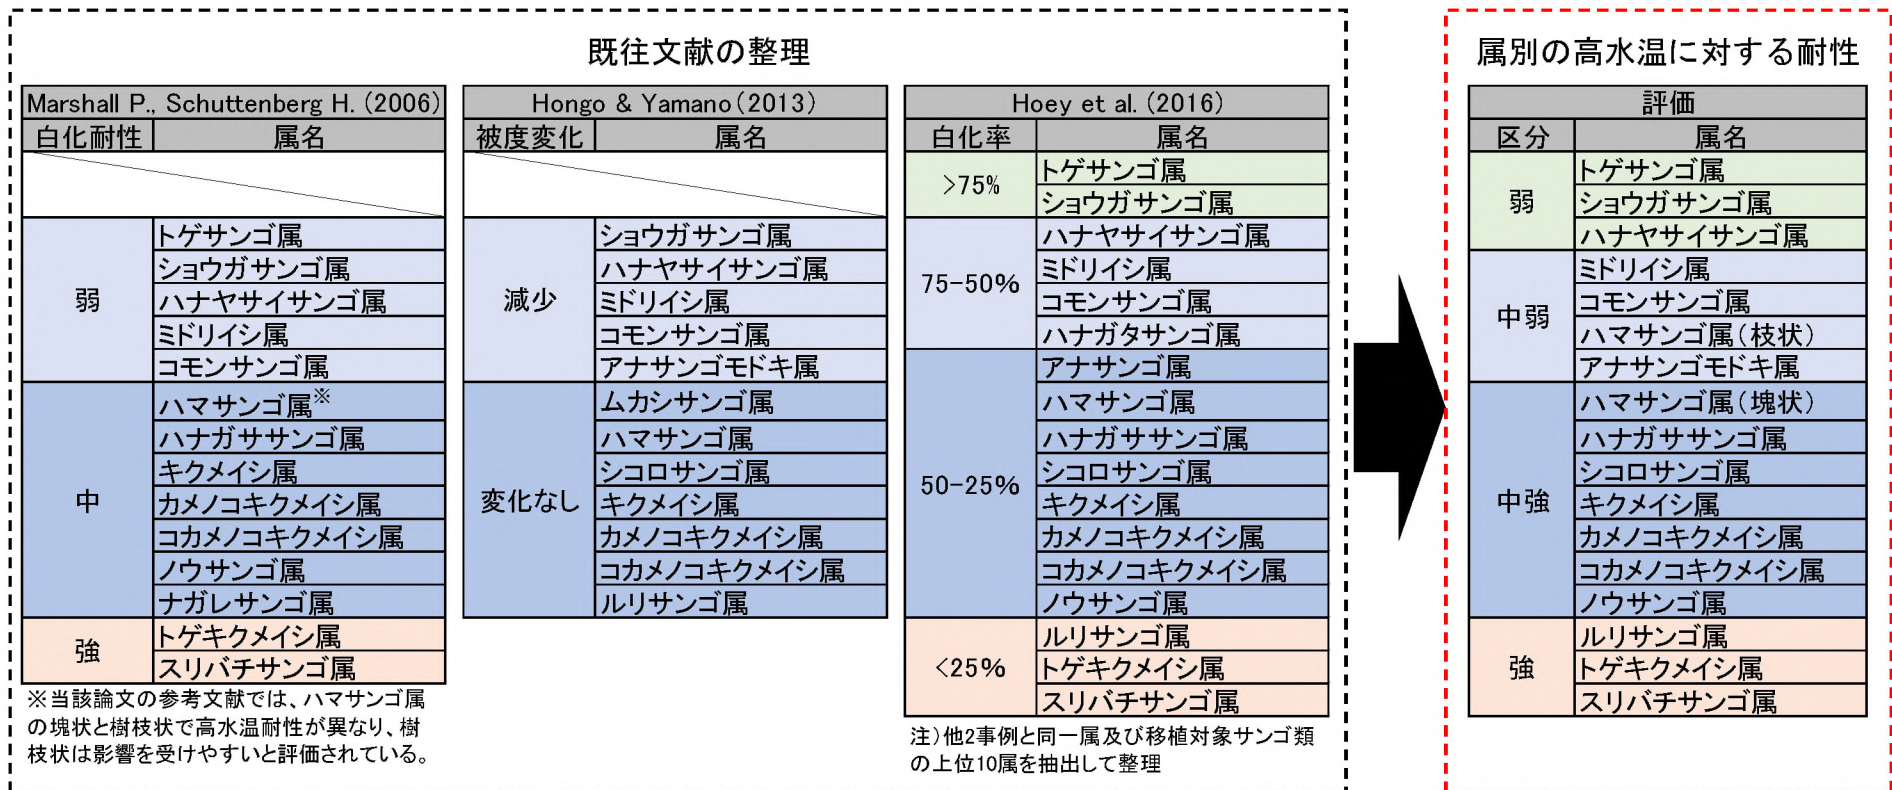 既往文献の整理
Marshall P., Schuttenberg H. (2006)
白化耐性 属名
弱
トゲサンゴ属
ショウガサンゴ属
ハナヤサイサンゴ属
ミドリイシ属
コモンサンゴ属
中
ハマサンゴ属※
ハナガササンゴ属
キクメイシ属
カメノコキクメイシ属
コカメノコキクメイシ属
ノウサンゴ属
ナガレサンゴ属
強
トゲキクメイシ属
スリバチサンゴ属
※当該論文の参考文献では、ハマサンゴ属
の塊状と樹枝状で高水温耐性が異なり、樹
枝状は影響を受けやすいと評価されている。
Hongo & Yamano(2013)
被度変化 属名
減少
ショウガサンゴ属
ハナヤサイサンゴ属
ミドリイシ属
コモンサンゴ属
アナサンゴモドキ属
変化なし
ムカシサンゴ属
ハマサンゴ属
シコロサンゴ属
キクメイシ属
カメノコキクメイシ属
コカメノコキクメイシ属
ルリサンゴ属
Hoey et al. (2016)
白化率 属名
>75%
トゲサンゴ属
ショウガサンゴ属
75-50%
ハナヤサイサンゴ属
ミドリイシ属
コモンサンゴ属
ハナガタサンゴ属
50-25%
アナサンゴ属
ハマサンゴ属
ハナガササンゴ属
シコロサンゴ属
キクメイシ属
カメノコキクメイシ属
コカメノコキクメイシ属
ノウサンゴ属
<25%
ルリサンゴ属
トゲキクメイシ属
スリバチサンゴ属
注)他2事例と同一属及び移植対象サンゴ類
の上位10属を抽出して整理
属別の高水温に対する耐性
評価
区分 属名
弱
トゲサンゴ属
ショウガサンゴ属
ハナヤサイサンゴ属
中弱
ミドリイシ属
コモンサンゴ属
ハマサンゴ属(枝状)
アナサンゴモドキ属
中強
ハマサンゴ属(塊状)
ハナガササンゴ属
シコロサンゴ属
キクメイシ属
カメノコキクメイシ属
コカメノコキクメイシ属
ノウサンゴ属
強
ルリサンゴ属
トゲキクメイシ属
スリバチサンゴ属